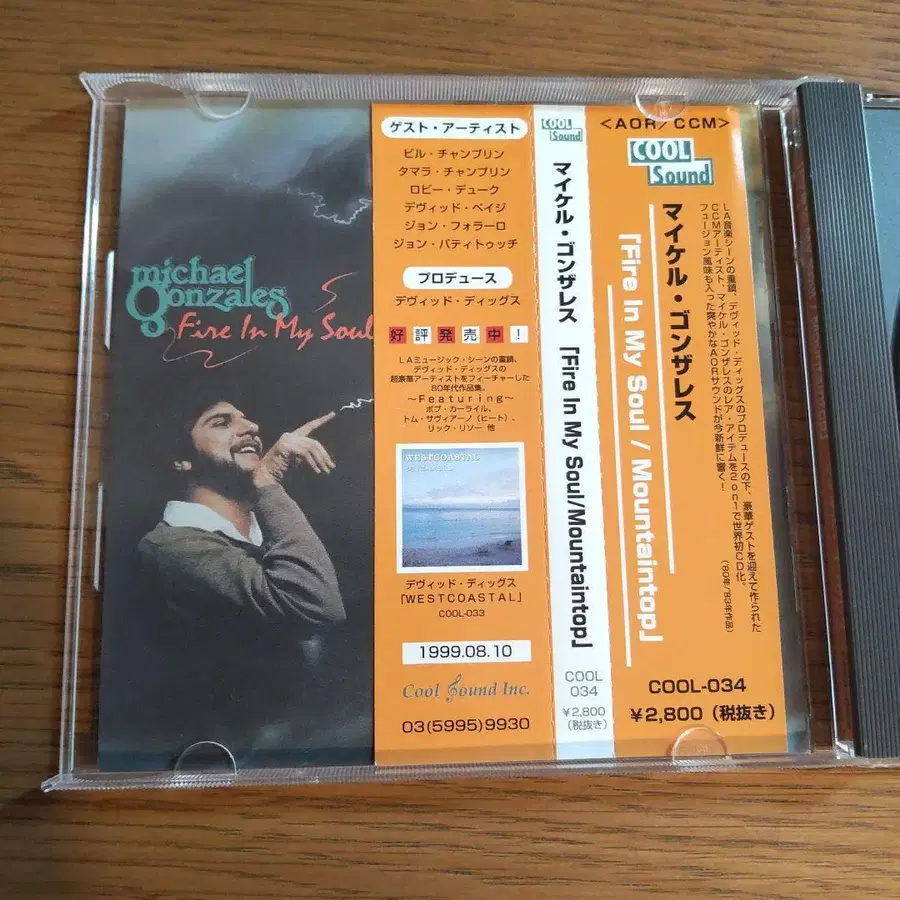 michael
Gonzales
Fire In My Soul
ゲスト・アーティスト
ビル・チャンプリン
タマラ・チャンプリン
ロビー・デューク
デヴィッド・ペイジ
ジョン・フォラーロ
ジョン・パティトゥッチ
プロデュース
デヴィッド・ディッグス
好評発売中!
LAミュージック・シーンの重鎮、
デヴィッド・ディッグスの
超豪華アーティストをフィーチャーした
80年代作品集。
〜Featuring〜
ボブ・カーライル、
トム・サヴィアーノ(ヒート)、
リック・リソー 他
WESTCOASTAL
デヴィッド・ディッグス
「WESTCOASTAL」
COOL-033
1999.08.10
Cool Sound Inc.
03(5995)9930
COOL
Sound
マイケル・ゴンザレス 「Fire In My Soul/Mountaintop」
COOL
034
¥2,800
(税抜き)
<AOR/CCM>
COOL
Sound
LA音楽シーンの重鎮、デヴィッド・ディッグスのプロデュースの下、豪華ゲストを迎えて作られた
CCMアーティスト、マイケル・ゴンザレスのレア・アイテムを2on1で世界初CD化。
フュージョン風味も入った爽やかなAORサウンドが今新鮮に響く!
('80年/'83年作品)
マイケル・ゴンザレス
「Fire In My Soul / Mountaintop」
COOL-034
¥2,800(税抜き)